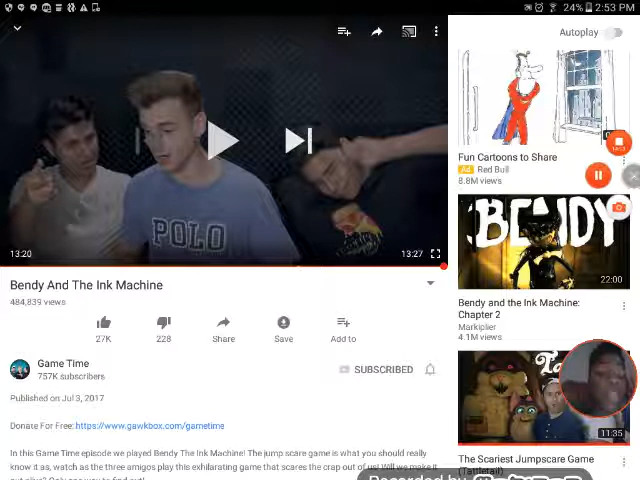 24% 2:53 PM
Autoplay
POLO
13:20
13:27
Bendy And The Ink Machine
484,839 views
27K
228
Share
Save
Add to
Game Time
757K subscribers
SUBSCRIBED
Published on Jul 3, 2017
Donate For Free: https://www.gawkbox.com/gametime
In this Game Time episode we played Bendy The Ink Machine! The jump scare game is what you should really
know it as, watch as the three amigos play this exhilarating game that scares the crap out of us! Will we make it
Fun Cartoons to Share
Ad Red Bull
8.8M views
BENDY
22:00
Bendy and the Ink Machine:
Chapter 2
Markiplier
4.1M views
11:35
The Scariest Jumpscare Game
(Tattletail)
Recorded by